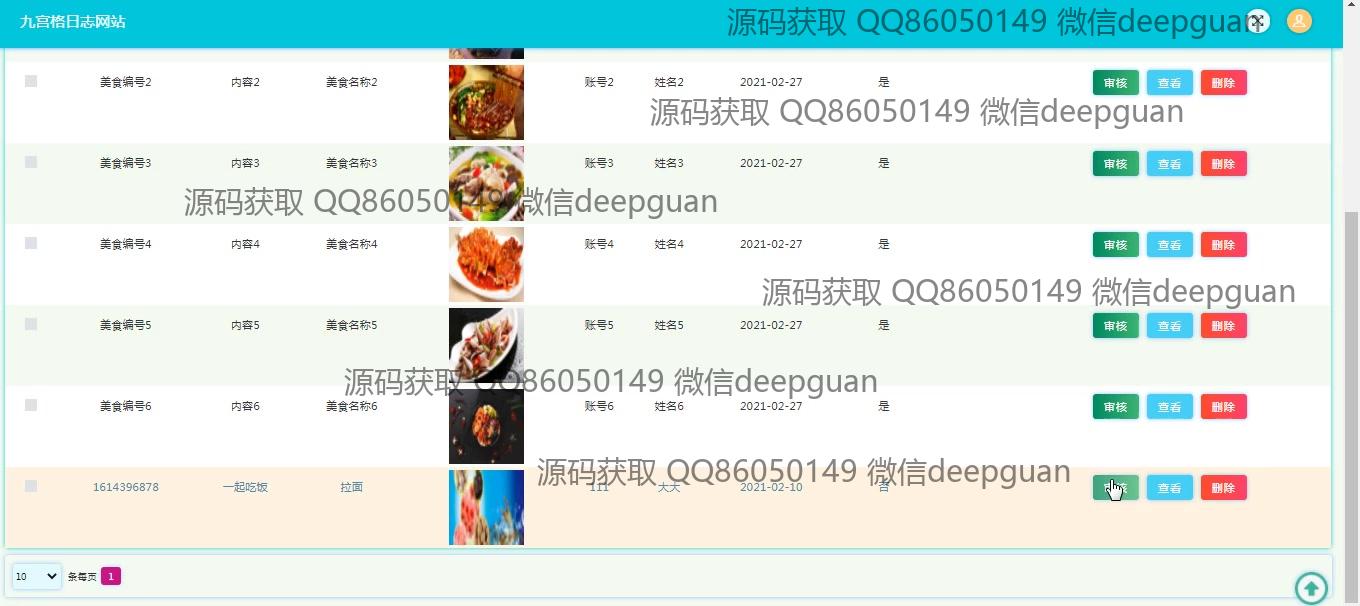 九宫格日志网站 源码获取 QQ86050149 微信deepguan
美食编号2 内容2 美食名称2 账号2 姓名2 2021-02-27 是 审核 查看 删除
源码获取 QQ86050149 微信deepguan
美食编号3 内容3 美食名称3 账号3 姓名3 2021-02-27 是 审核 查看 删除
源码获取 QQ86050149 微信deepguan
美食编号4 内容4 美食名称4 账号4 姓名4 2021-02-27 是 审核 查看 删除
源码获取 QQ86050149 微信deepguan
美食编号5 内容5 美食名称5 账号5 姓名5 2021-02-27 是 审核 查看 删除
源码获取 QQ86050149 微信deepguan
美食编号6 内容6 美食名称6 账号6 姓名6 2021-02-27 是 审核 查看 删除
源码获取 QQ86050149 微信deepguan
1614396878 一起吃饭 拉面 111 天天 2021-02-10 否 审核 查看 删除
10 条每页 1